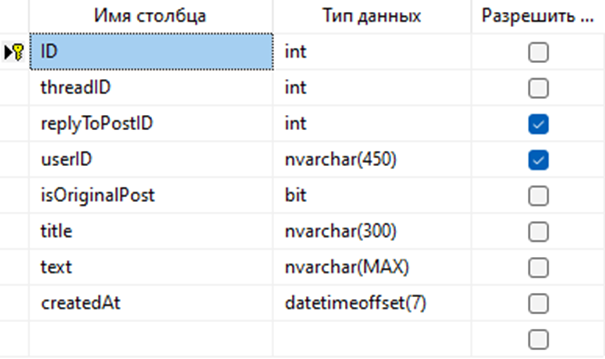 Имя столбца Тип данных Разрешить ...
ID int
threadID int
replyToPostID int
userID nvarchar(450)
isOriginalPost bit
title nvarchar(300)
text nvarchar(MAX)
createdAt datetimeoffset(7)